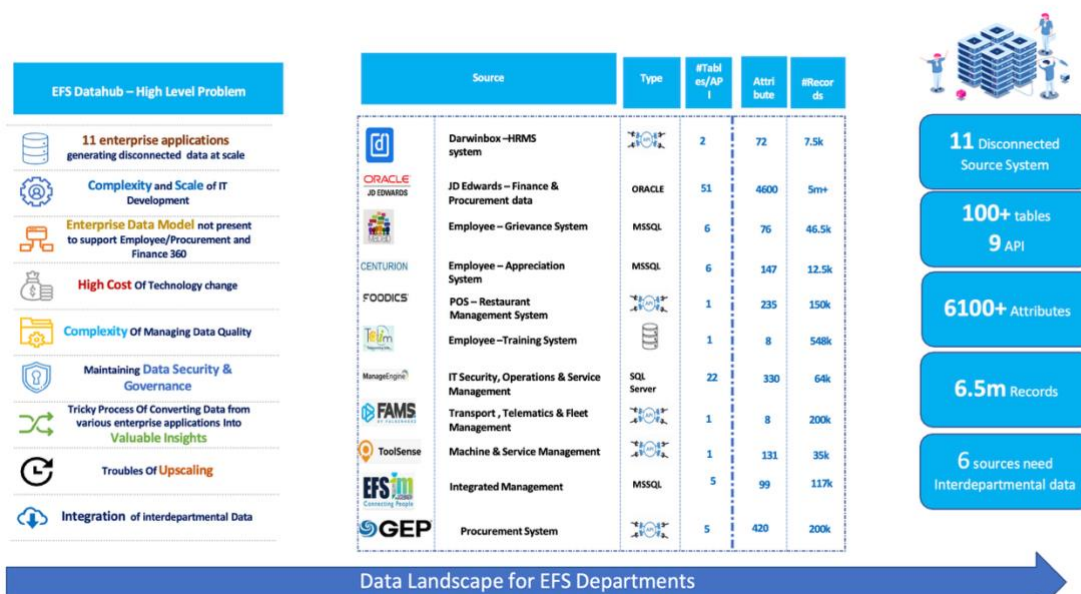 EFS Datahub – High Level Problem
11 enterprise applications
generating disconnected data at scale
Complexity and Scale of IT
Development
Enterprise Data Model not present
to support Employee/Procurement and
Finance 360
High Cost Of Technology change
Complexity Of Managing Data Quality
Maintaining Data Security &
Governance
Tricky Process Of Converting Data from
various enterprise applications Into
Valuable Insights
Troubles Of Upscaling
Integration of interdepartmental Data
Source
Type
#Tabl
es/AP
I
Attri
bute
#Recor
ds
Darwinbox –HRMS
system
API
2
72
7.5k
ORACLE
JD EDWARDS
JD Edwards – Finance &
Procurement data
ORACLE
51
4600
5m+
Employee – Grievance System
MSSQL
6
76
46.5k
CENTURION
Employee – Appreciation
System
MSSQL
6
147
12.5k
FOODICS
POS – Restaurant
Management System
API
1
235
150k
Employee –Training System
1
8
548k
ManageEngine
IT Security, Operations & Service
Management
SQL
Server
22
330
64k
FAMS
Transport , Telematics & Fleet
Management
API
1
8
200k
ToolSense
Machine & Service Management
API
1
131
35k
EFSim
Connecting People
Integrated Management
MSSQL
5
99
117k
GEP
Procurement System
API
5
420
200k
11 Disconnected
Source System
100+ tables
9 API
6100+ Attributes
6.5m Records
6 sources need
Interdepartmental data
Data Landscape for EFS Departments